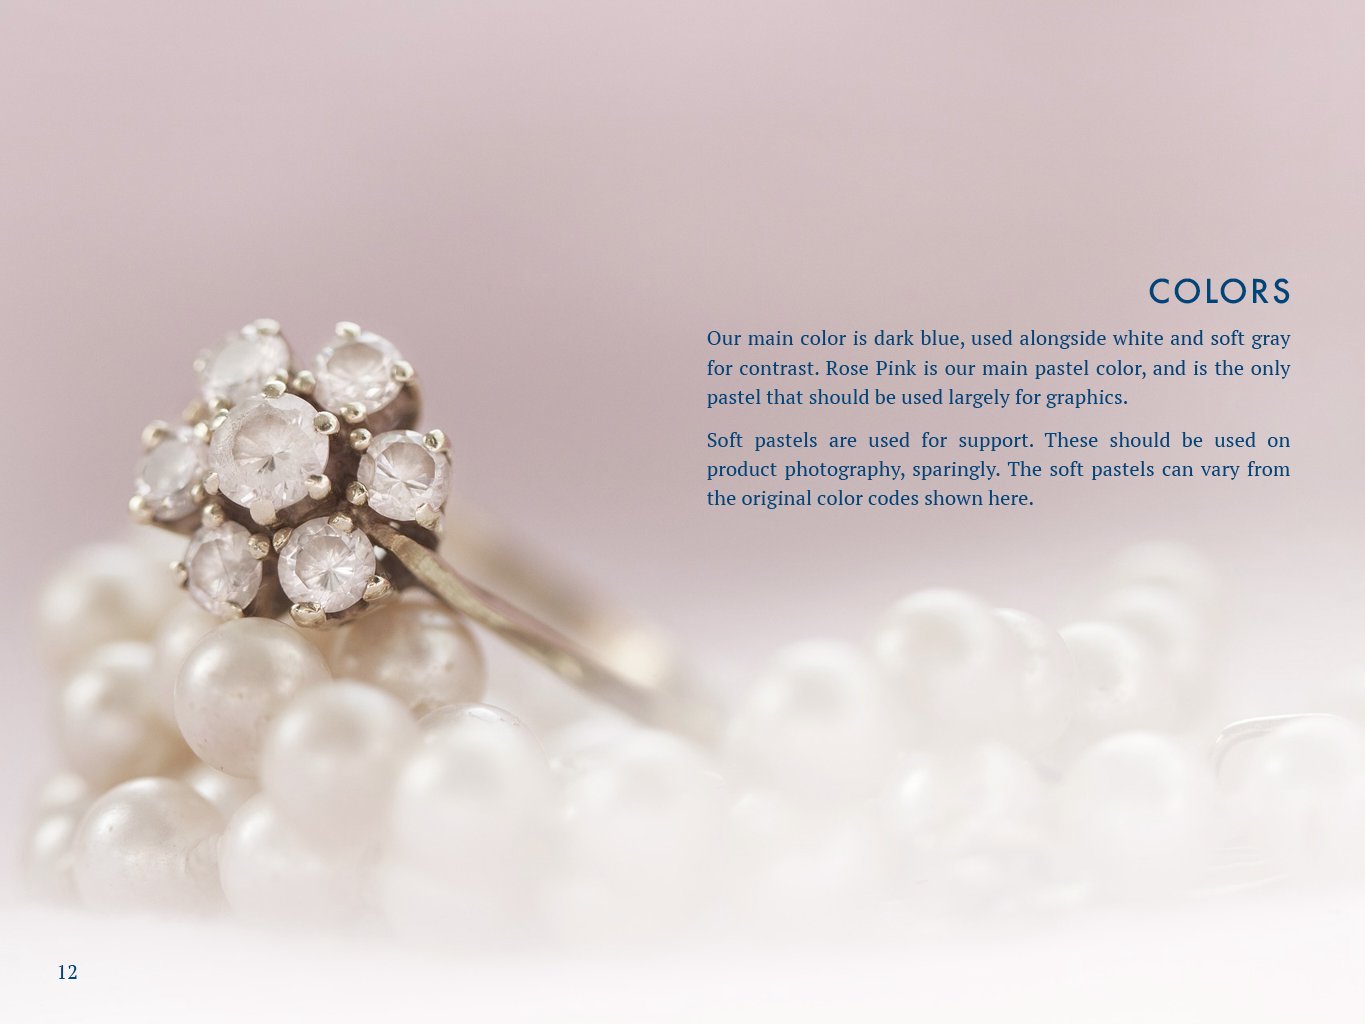 COLORS
Our main color is dark blue, used alongside white and soft gray
for contrast. Rose Pink is our main pastel color, and is the only
pastel that should be used largely for graphics.
Soft pastels are used for support. These should be used on
product photography, sparingly. The soft pastels can vary from
the original color codes shown here.
12